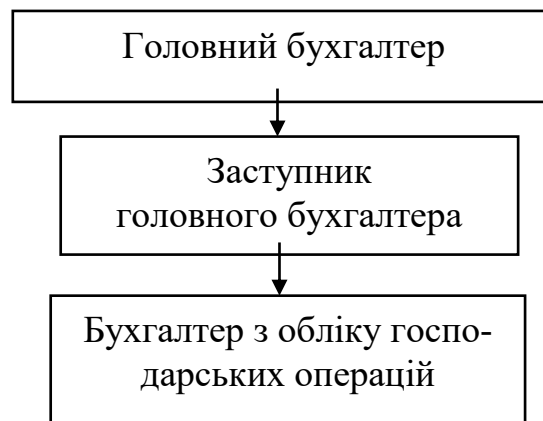 Головний бухгалтер
Заступник
головного бухгалтера
Бухгалтер з обліку госпо-
дарських операцій